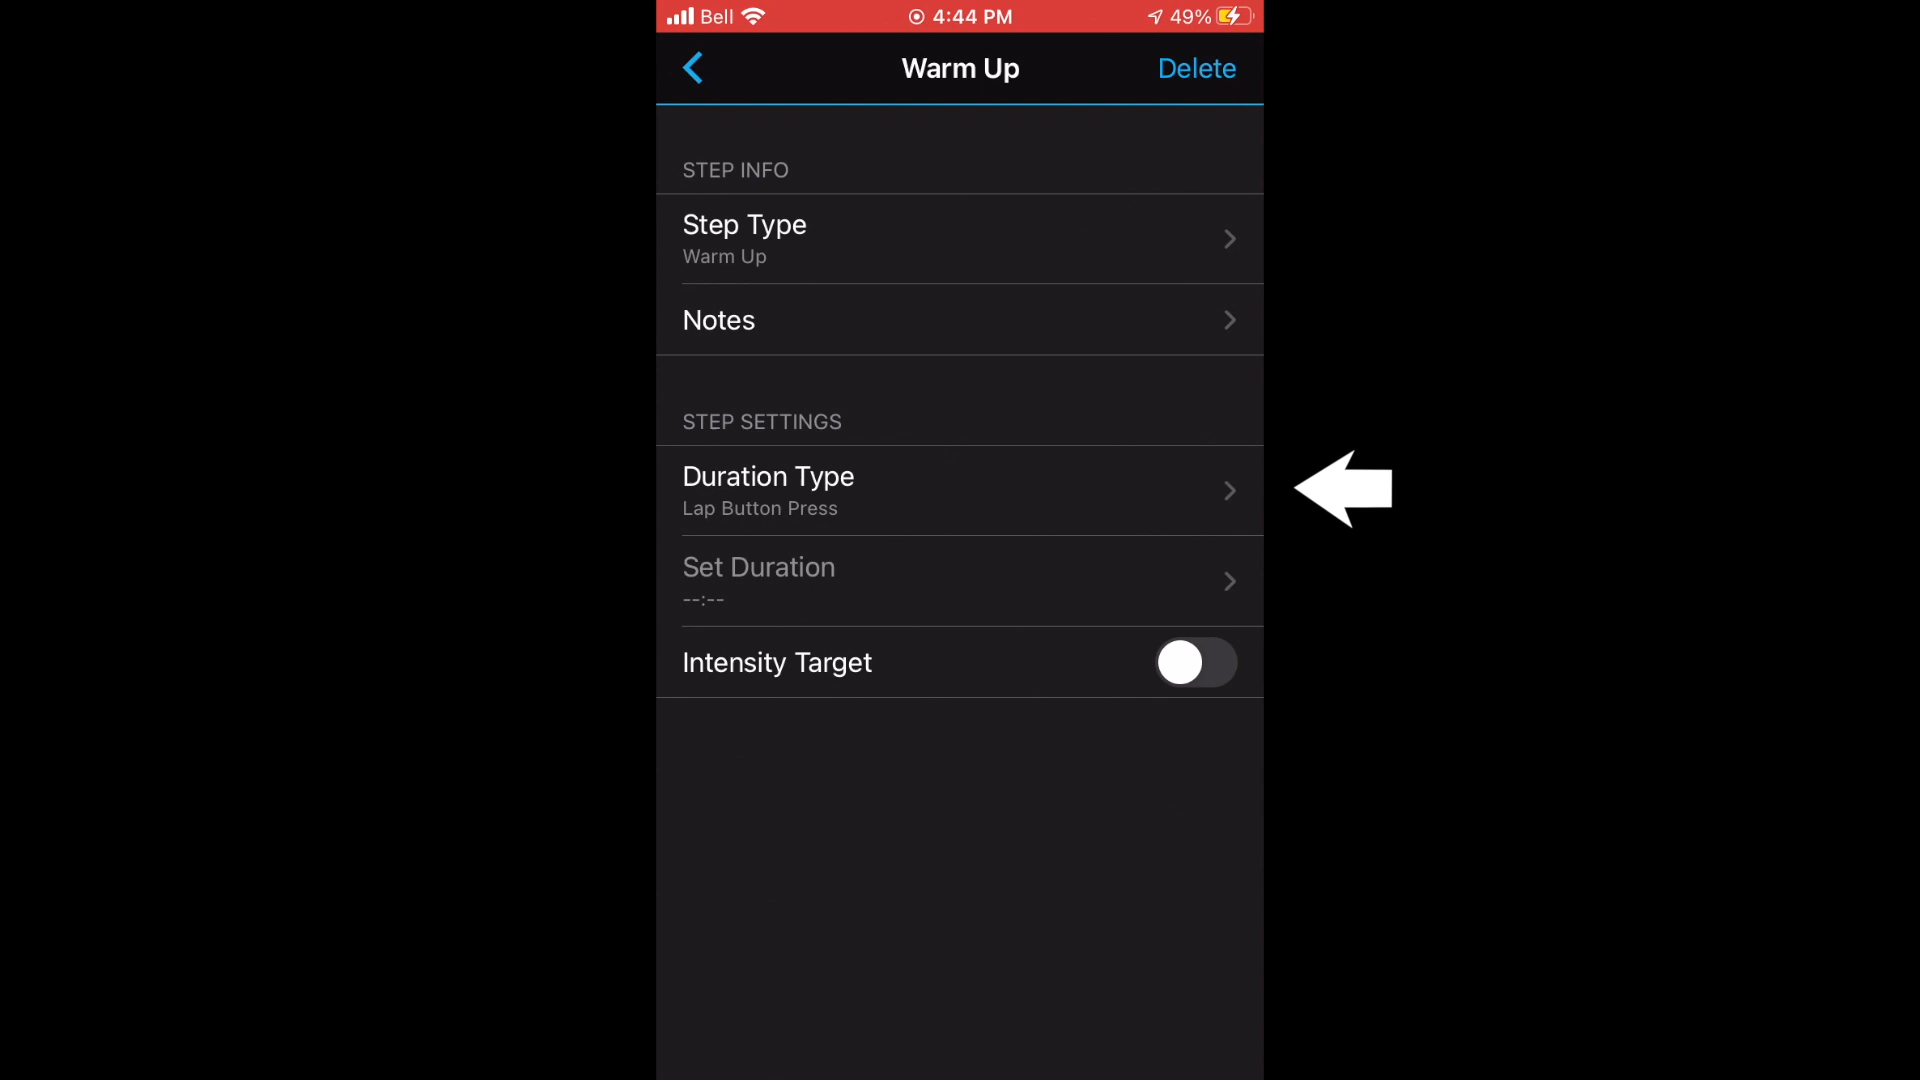 Bell 4:44 PM 49%
Warm Up Delete
STEP INFO
Step Type
Warm Up
Notes
STEP SETTINGS
Duration Type
Lap Button Press
Set Duration
--:--
Intensity Target